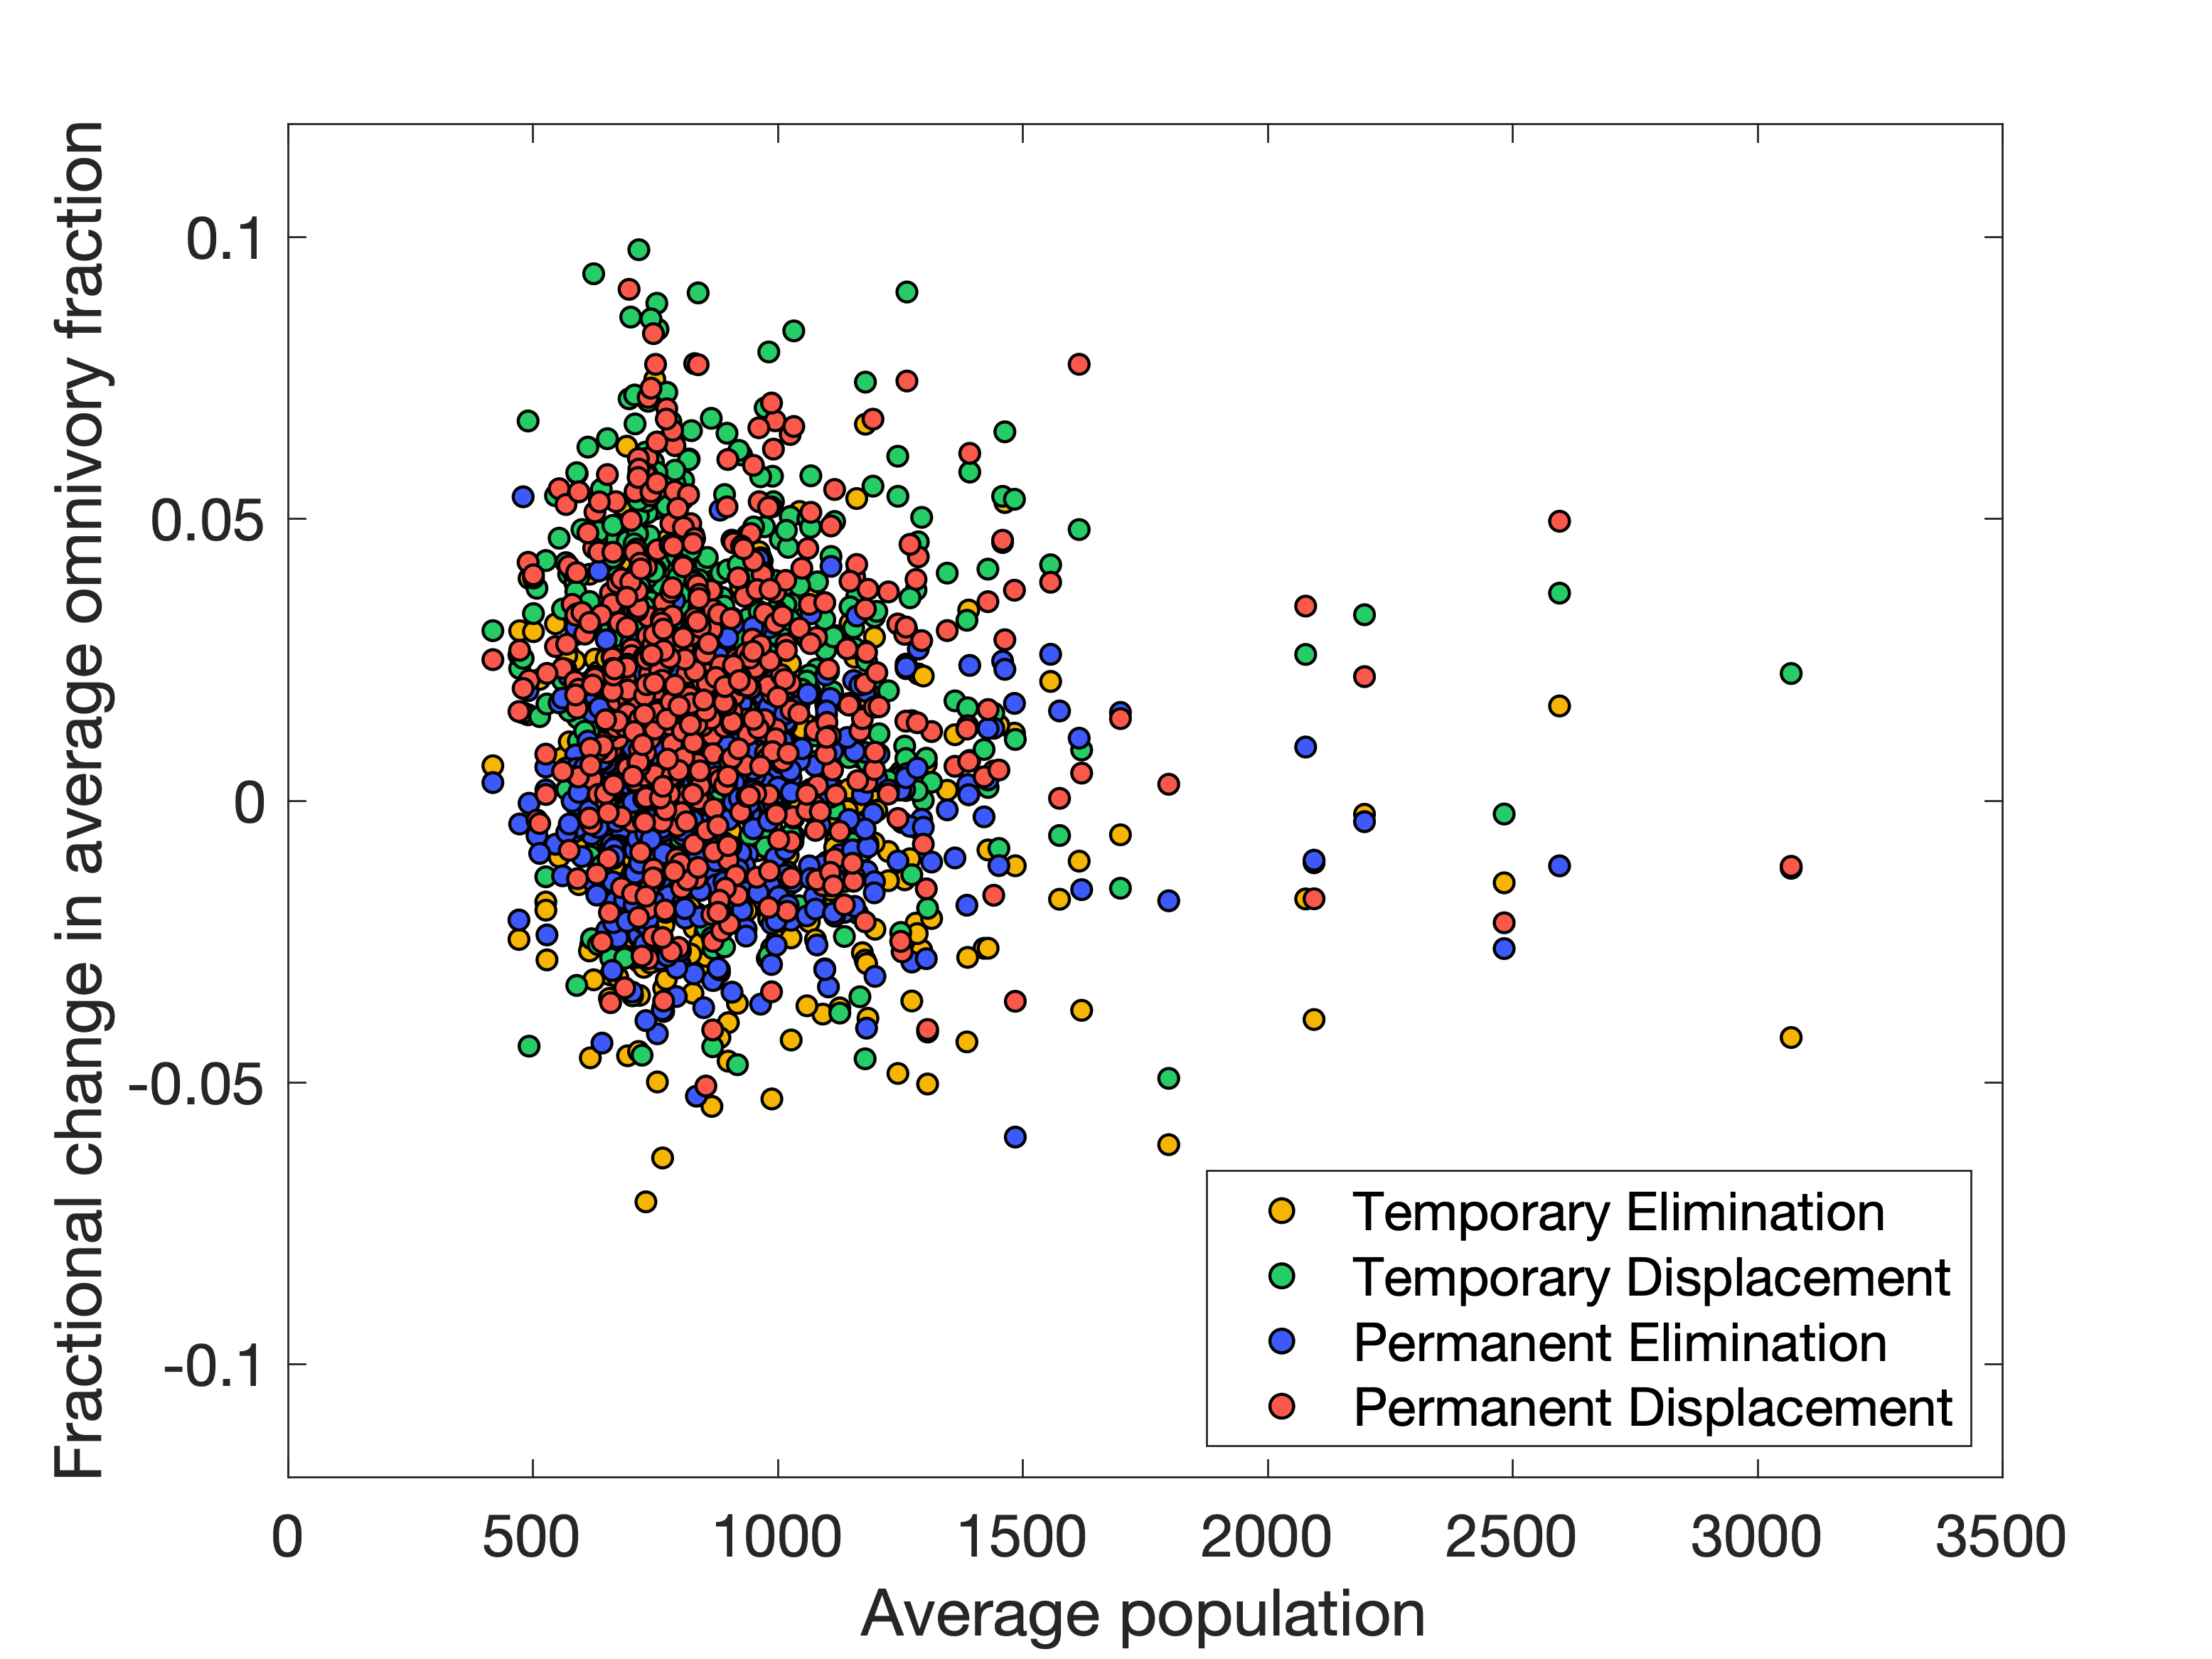 Fractional change in average omnivory fraction
0.1
0.05
0
-0.05
-0.1
0 500 1000 1500 2000 2500 3000 3500
Average population
Temporary Elimination
Temporary Displacement
Permanent Elimination
Permanent Displacement